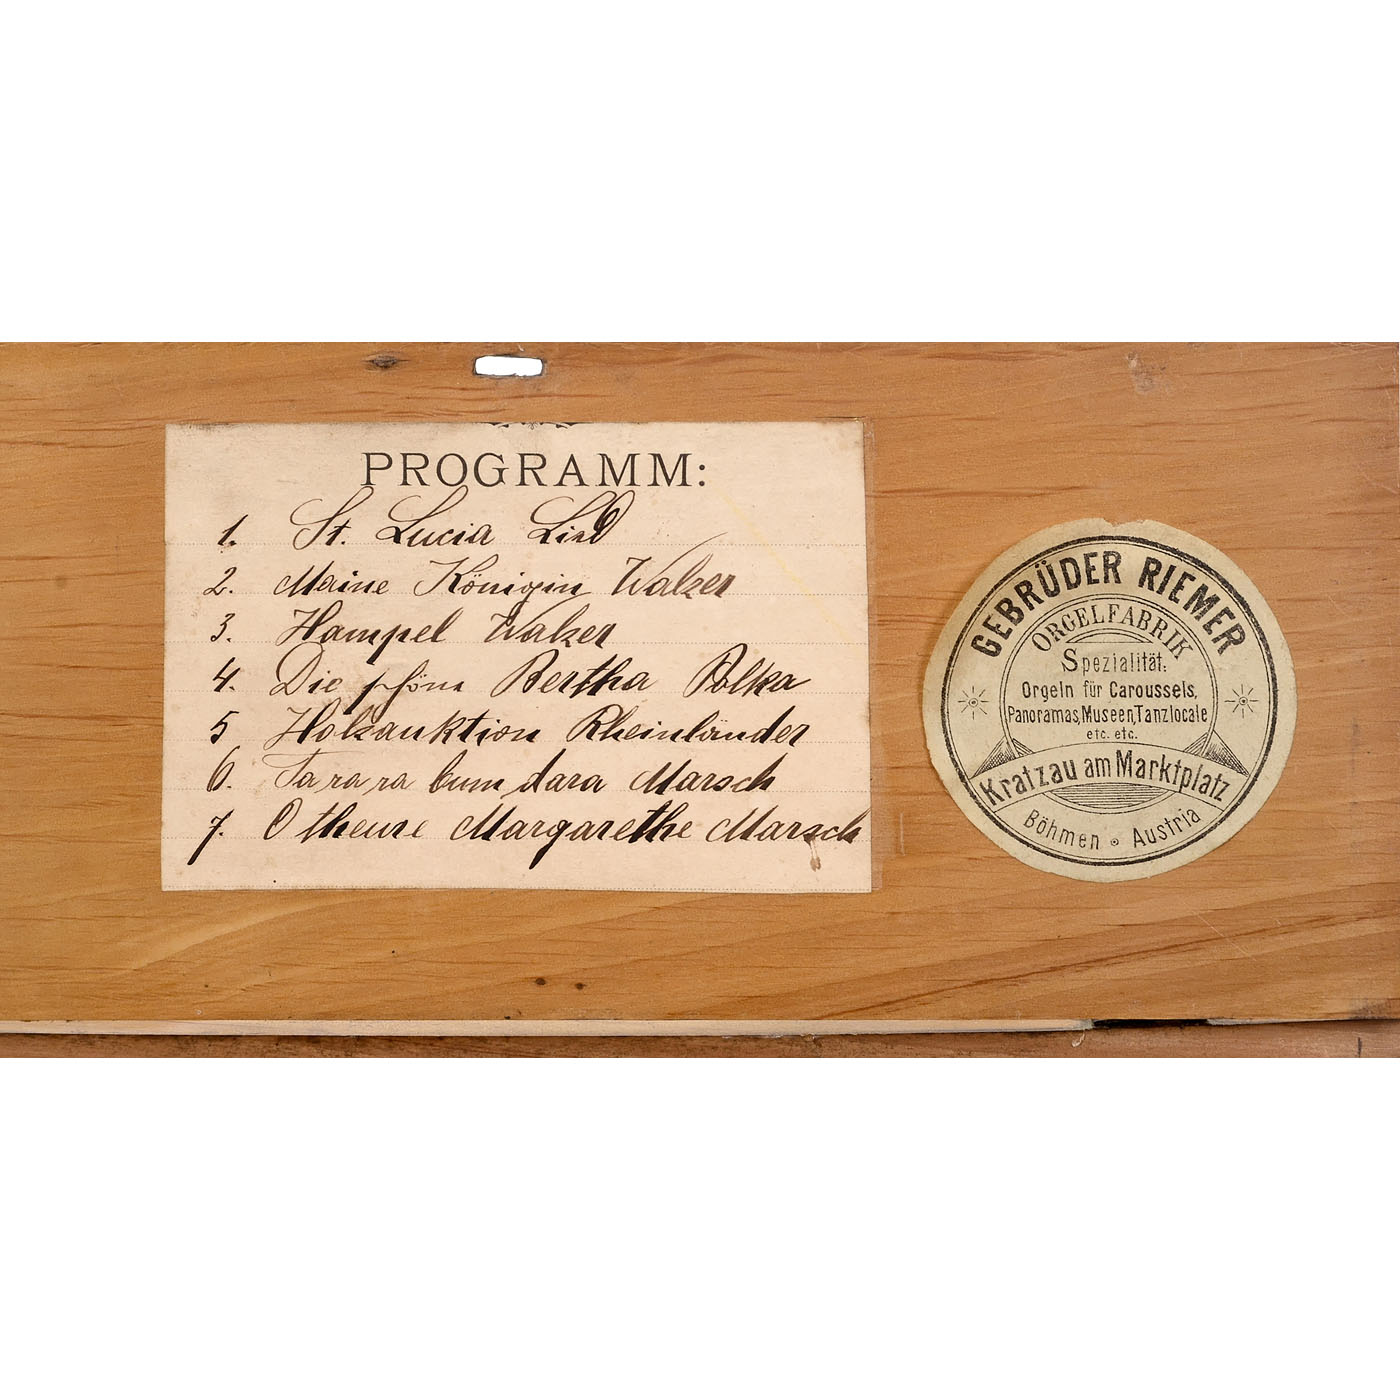 PROGRAMM:
1. St. Lucia Lied
2. Meine Königin Walzer
3. Hampel Walzer
4. Die schöne Bertha Polka
5 Holzauktion Rheinländer
6. Ta ra ra bum dara Marsch
7. O theure Margarethe Marsch
GEBRÜDER RIEMER
ORGELFABRIK
Spezialität:
Orgeln für Caroussels,
Panoramas, Museen, Tanzlocale
etc. etc.
Kratzau am Marktplatz
Böhmen Austria